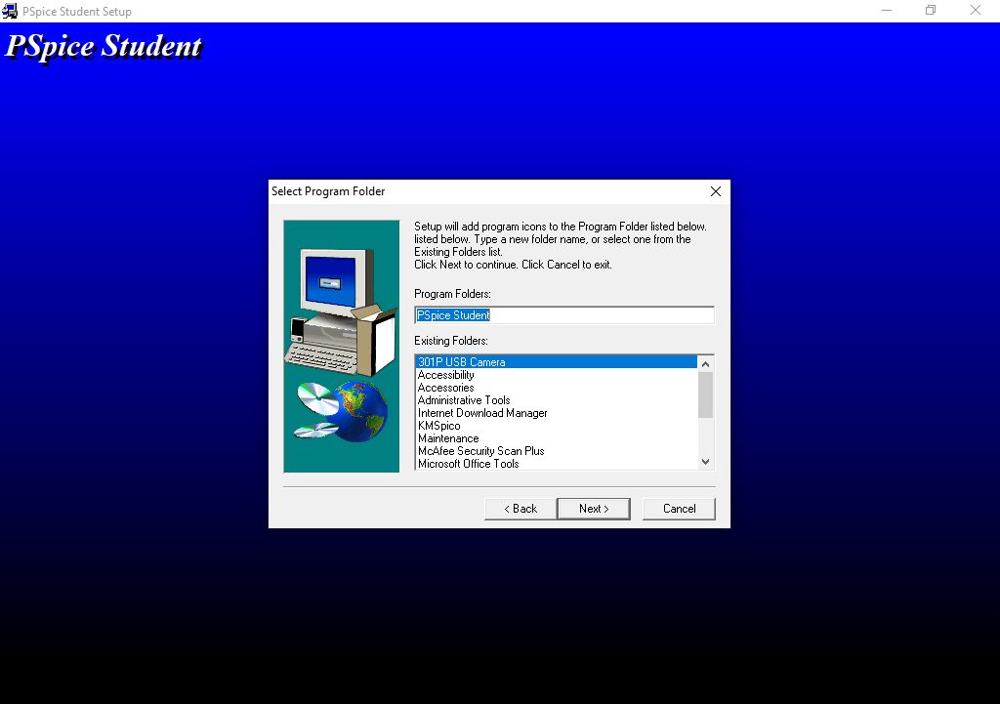 PSpice Student Setup
PSpice Student
Select Program Folder
Setup will add program icons to the Program Folder listed below.
listed below. Type a new folder name, or select one from the
Existing Folders list.
Click Next to continue. Click Cancel to exit.
Program Folders:
PSpice Student
Existing Folders:
301P USB Camera
Accessibility
Accessories
Administrative Tools
Internet Download Manager
KMSpico
Maintenance
McAfee Security Scan Plus
Microsoft Office Tools
< Back
Next >
Cancel